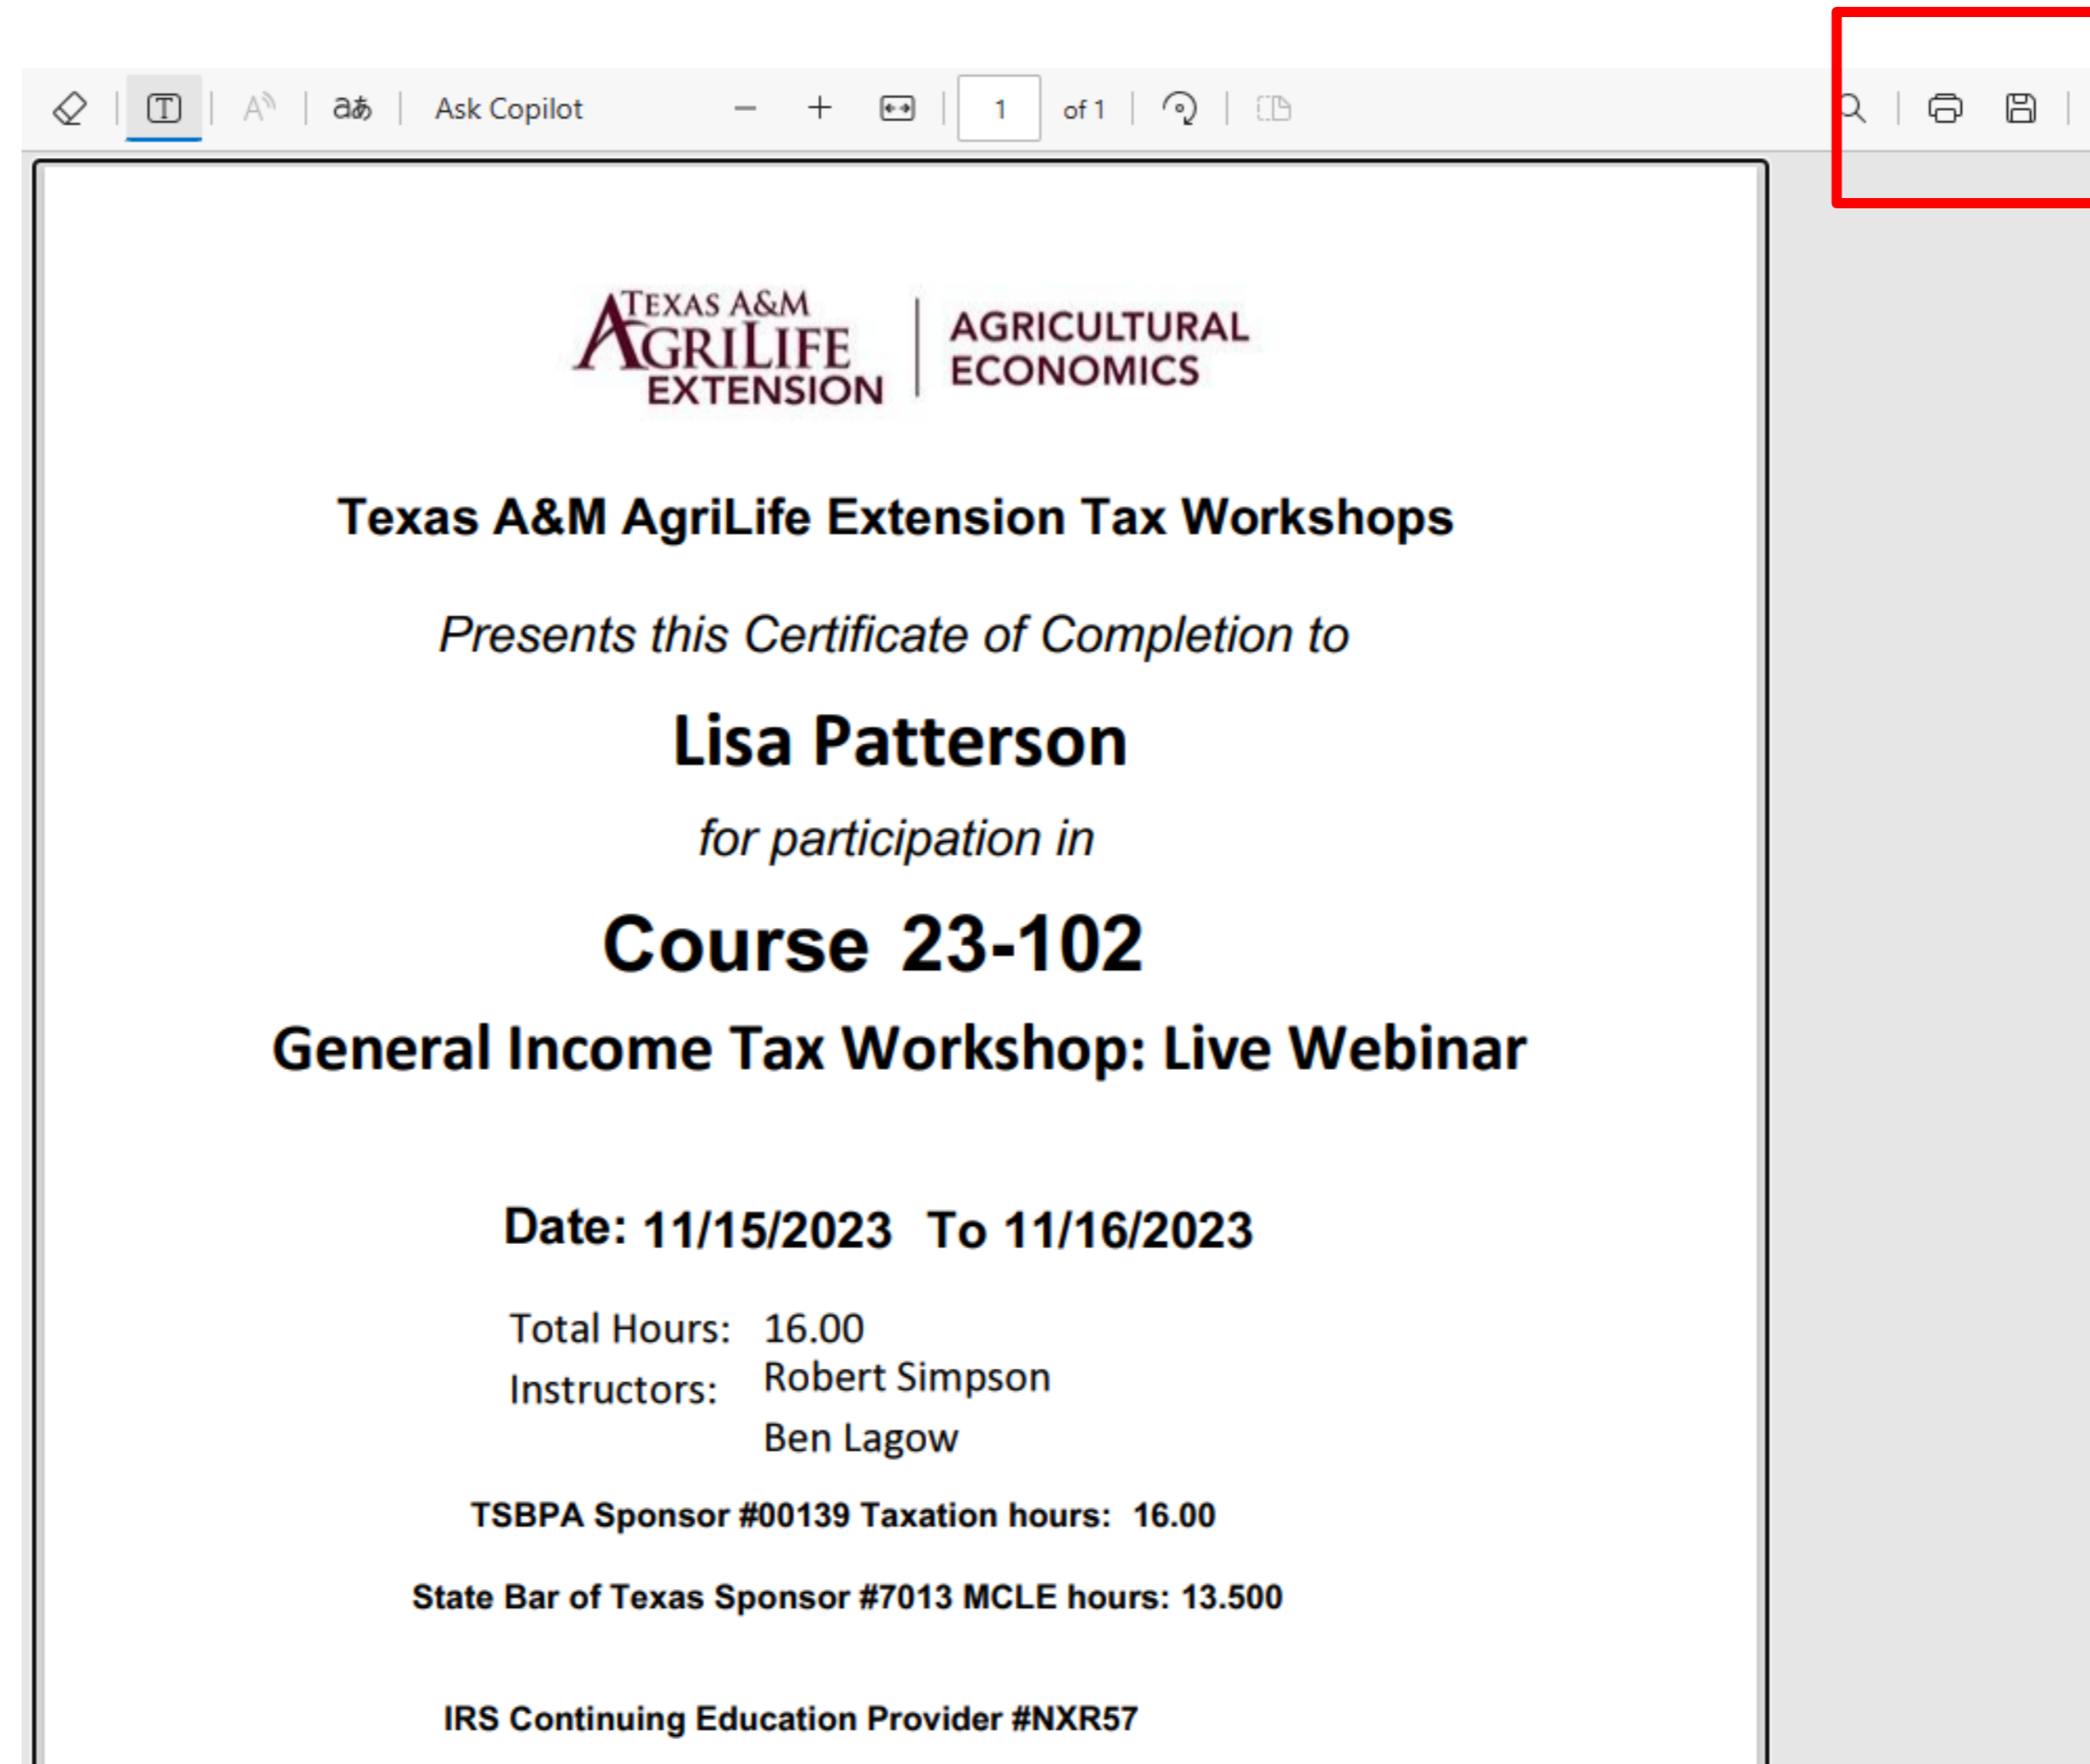 aあ Ask Copilot 1 of 1
TEXAS A&M
AGRILIFE
EXTENSION
AGRICULTURAL
ECONOMICS
Texas A&M AgriLife Extension Tax Workshops
Presents this Certificate of Completion to
Lisa Patterson
for participation in
Course 23-102
General Income Tax Workshop: Live Webinar
Date: 11/15/2023 To 11/16/2023
Total Hours: 16.00
Instructors: Robert Simpson
Ben Lagow
TSBPA Sponsor #00139 Taxation hours: 16.00
State Bar of Texas Sponsor #7013 MCLE hours: 13.500
IRS Continuing Education Provider #NXR57